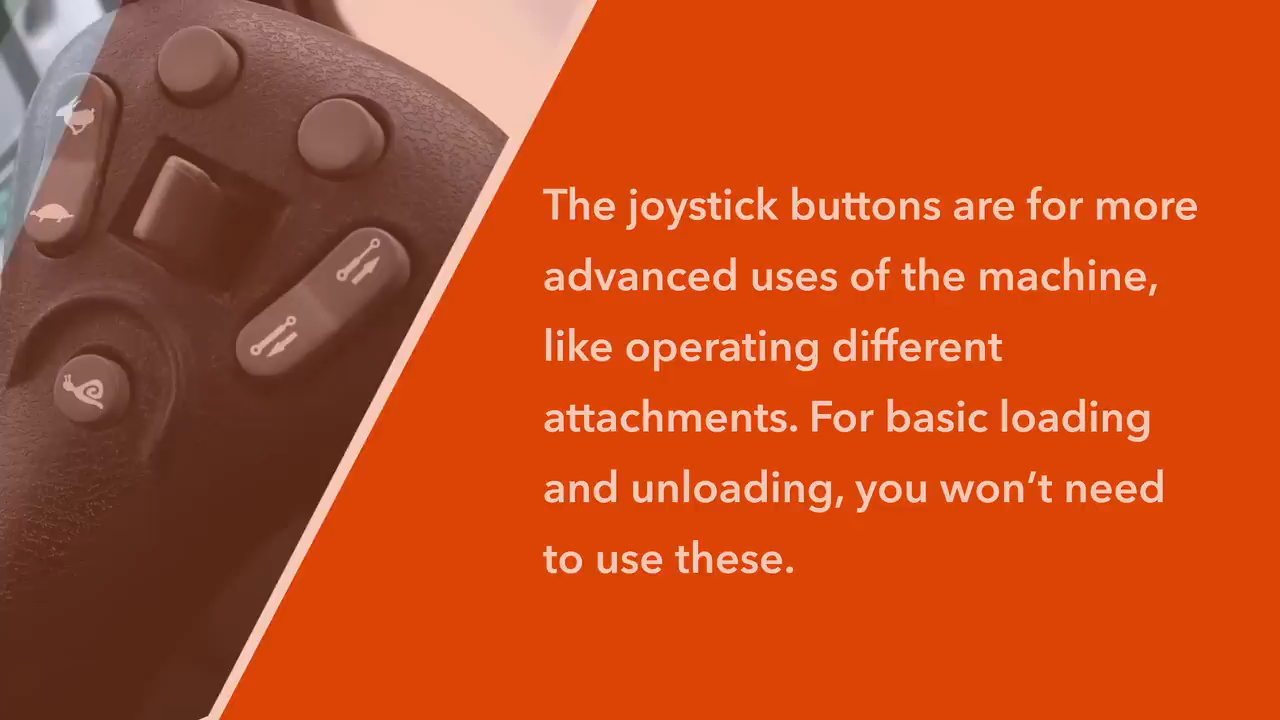 The joystick buttons are for more
advanced uses of the machine,
like operating different
attachments. For basic loading
and unloading, you won’t need
to use these.